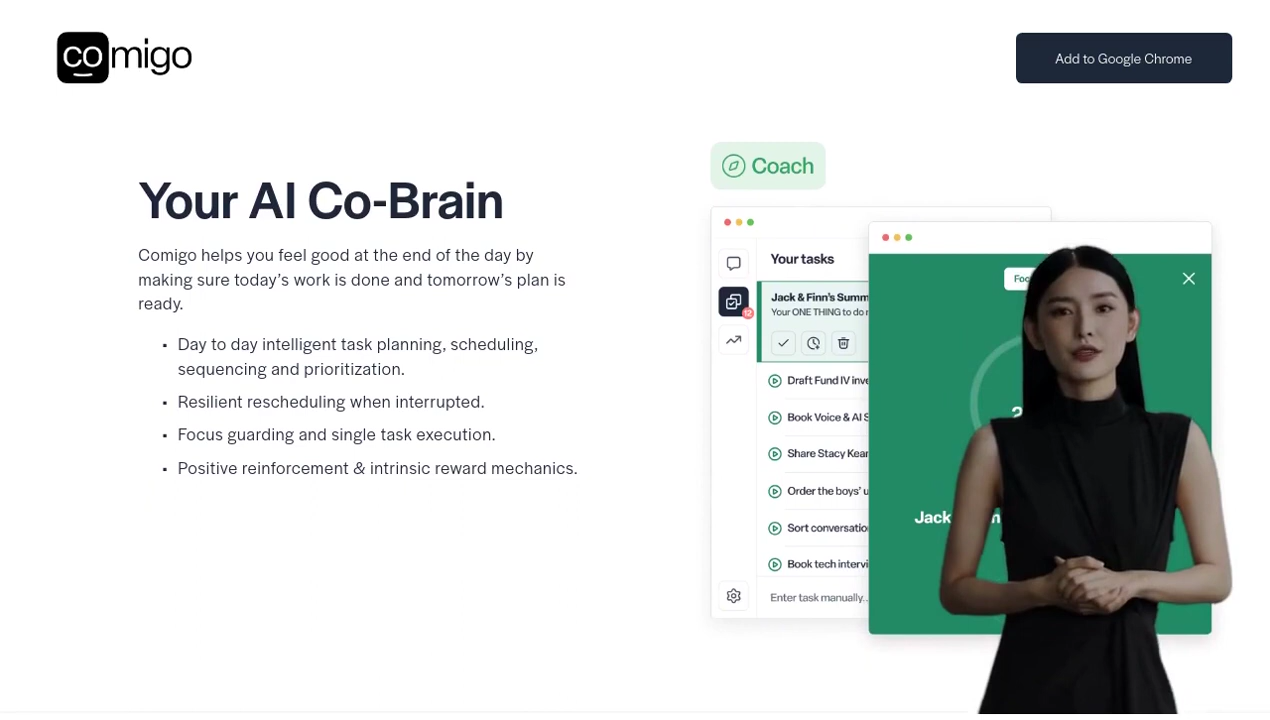 comigo
Add to Google Chrome
Coach
Your AI Co-Brain
Comigo helps you feel good at the end of the day by
making sure today’s work is done and tomorrow’s plan is
ready.
▪ Day to day intelligent task planning, scheduling,
sequencing and prioritization.
▪ Resilient rescheduling when interrupted.
▪ Focus guarding and single task execution.
▪ Positive reinforcement & intrinsic reward mechanics.
Your tasks
12
Jack & Finn’s
Your ONE THING to do
Draft Fund IV
Book Voice & AI
Share Stacy
Order the boys’
Sort
Book tech
Enter task manually..
Jack